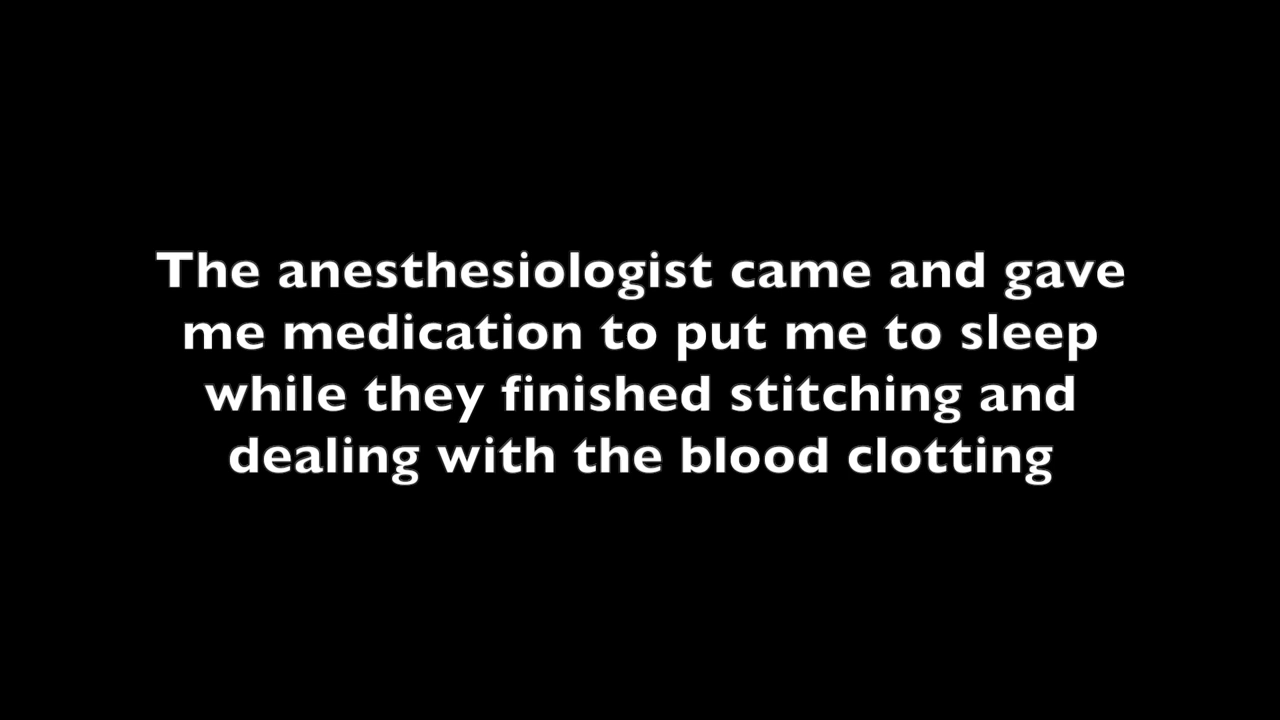 The anesthesiologist came and gave
me medication to put me to sleep
while they finished stitching and
dealing with the blood clotting